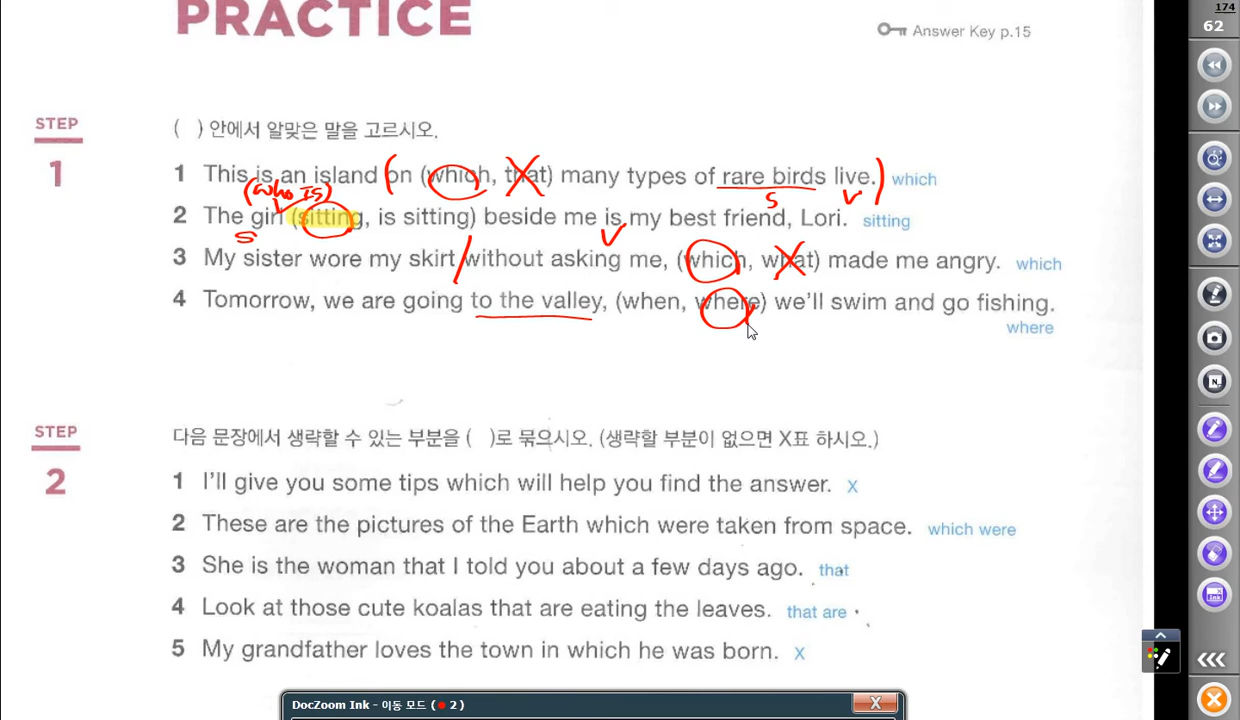 174
62
PRACTICE
Answer Key p.15
STEP
1
( ) 안에서 알맞은 말을 고르시오.
1 This is an island (on (which, that) many types of rare birds live.) which
(who is) s v
2 The girl (sitting, is sitting) beside me is my best friend, Lori. sitting
s v
3 My sister wore my skirt / without asking me, (which, what) made me angry. which
4 Tomorrow, we are going to the valley, (when, where) we'll swim and go fishing.
where
STEP
2
다음 문장에서 생략할 수 있는 부분을 ( )로 묶으시오. (생략할 부분이 없으면 X표 하시오.)
1 I'll give you some tips which will help you find the answer. x
2 These are the pictures of the Earth which were taken from space. which were
3 She is the woman that I told you about a few days ago. that
4 Look at those cute koalas that are eating the leaves. that are
5 My grandfather loves the town in which he was born. x
DocZoom Ink - 이동 모드 ( 2 ) X